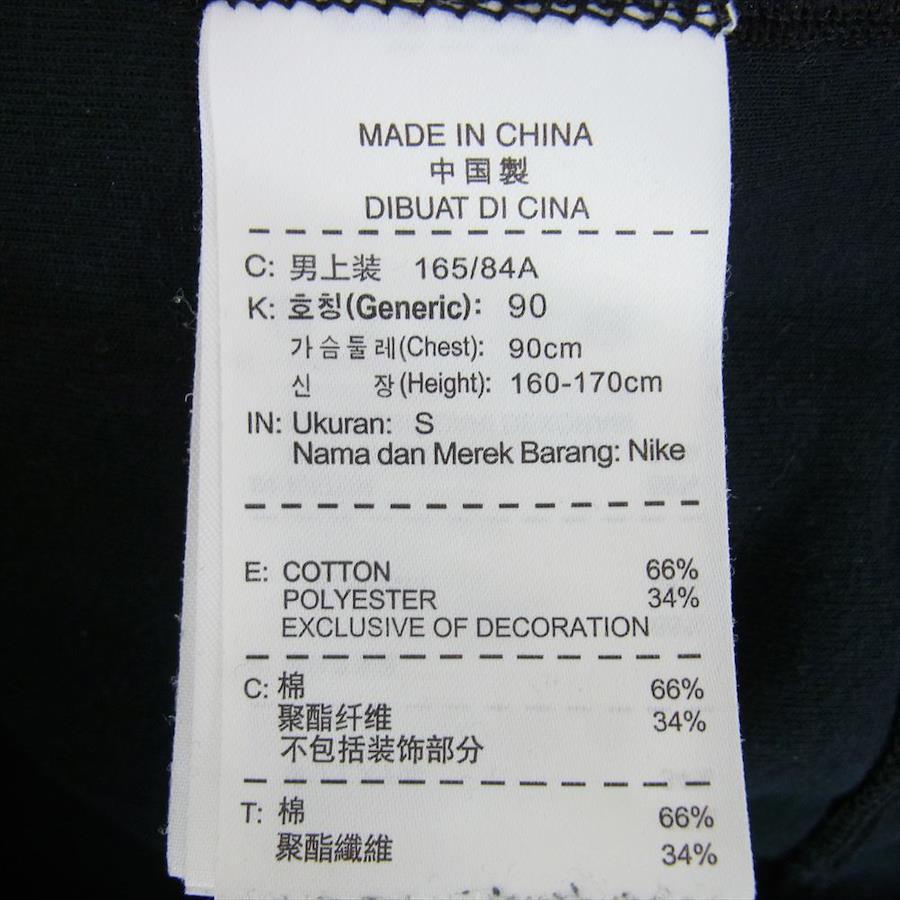 MADE IN CHINA
中国製
DIBUAT DI CINA
C: 男上装 165/84A
K: 호칭(Generic): 90
가슴둘레(Chest): 90cm
신 장(Height): 160-170cm
IN: Ukuran: S
Nama dan Merek Barang: Nike
E: COTTON 66%
POLYESTER 34%
EXCLUSIVE OF DECORATION
C: 棉 66%
聚酯纤维 34%
不包括装饰部分
T: 棉 66%
聚酯纖維 34%